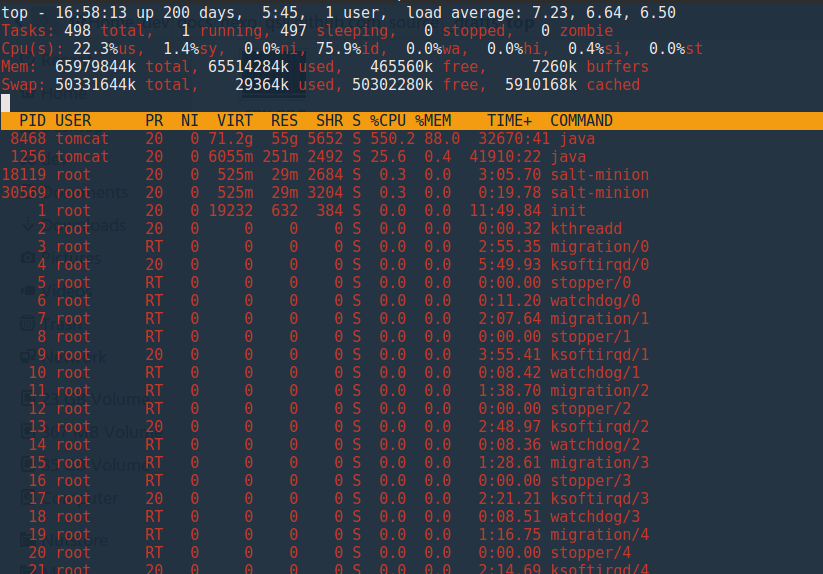 top - 16:58:13 up 200 days,  5:45,  1 user,  load average: 7.23, 6.64, 6.50
Tasks: 498 total,   1 running, 497 sleeping,   0 stopped,   0 zombie
Cpu(s): 22.3%us,  1.4%sy,  0.0%ni, 75.9%id,  0.0%wa,  0.0%hi,  0.4%si,  0.0%st
Mem:  65979844k total, 65514284k used,   465560k free,     7260k buffers
Swap: 50331644k total,    29364k used, 50302280k free,  5910168k cached
PID USER      PR  NI  VIRT  RES  SHR S %CPU %MEM    TIME+  COMMAND
8468 tomcat    20   0 71.2g  55g 5652 S 550.2 88.0  32670:41 java
1256 tomcat    20   0 6055m 251m 2492 S 25.6  0.4  41910:22 java
18119 root      20   0  525m  29m 2684 S  0.3  0.0   3:05.70 salt-minion
30569 root      20   0  525m  29m 3204 S  0.3  0.0   0:19.78 salt-minion
1 root      20   0 19232  632  384 S  0.0  0.0  11:49.84 init
2 root      20   0     0    0    0 S  0.0  0.0   0:00.32 kthreadd
3 root      RT   0     0    0    0 S  0.0  0.0   2:55.35 migration/0
4 root      20   0     0    0    0 S  0.0  0.0   5:49.93 ksoftirqd/0
5 root      RT   0     0    0    0 S  0.0  0.0   0:00.00 stopper/0
6 root      RT   0     0    0    0 S  0.0  0.0   0:11.20 watchdog/0
7 root      RT   0     0    0    0 S  0.0  0.0   2:07.64 migration/1
8 root      RT   0     0    0    0 S  0.0  0.0   0:00.00 stopper/1
9 root      20   0     0    0    0 S  0.0  0.0   3:55.41 ksoftirqd/1
10 root      RT   0     0    0    0 S  0.0  0.0   0:08.42 watchdog/1
11 root      RT   0     0    0    0 S  0.0  0.0   1:38.70 migration/2
12 root      RT   0     0    0    0 S  0.0  0.0   0:00.00 stopper/2
13 root      20   0     0    0    0 S  0.0  0.0   2:48.97 ksoftirqd/2
14 root      RT   0     0    0    0 S  0.0  0.0   0:08.36 watchdog/2
15 root      RT   0     0    0    0 S  0.0  0.0   1:28.61 migration/3
16 root      RT   0     0    0    0 S  0.0  0.0   0:00.00 stopper/3
17 root      20   0     0    0    0 S  0.0  0.0   2:21.21 ksoftirqd/3
18 root      RT   0     0    0    0 S  0.0  0.0   0:08.51 watchdog/3
19 root      RT   0     0    0    0 S  0.0  0.0   1:16.75 migration/4
20 root      RT   0     0    0    0 S  0.0  0.0   0:00.00 stopper/4
21 root      20   0     0    0    0 S  0.0  0.0   2:14.69 ksoftirqd/4